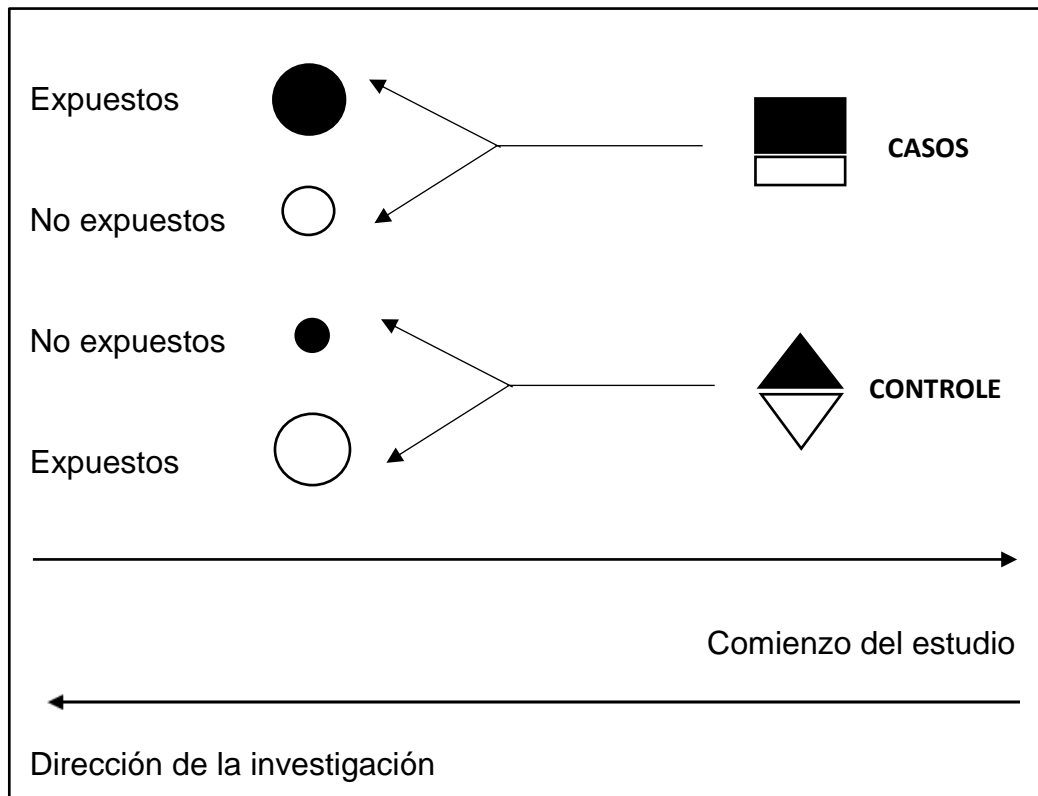 Expuestos
CASOS
No expuestos
No expuestos
CONTROLE
Expuestos
Comienzo del estudio
Dirección de la investigación